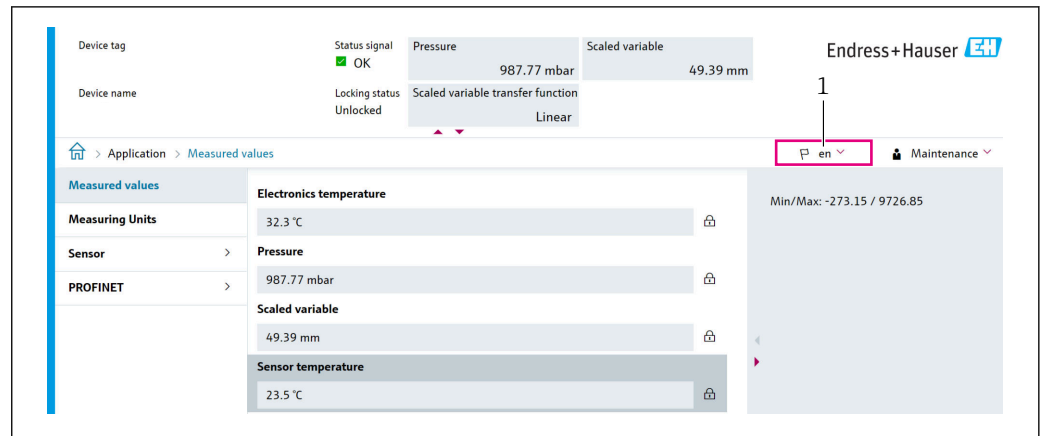 Device tag
Status signal
OK
Pressure
987.77 mbar
Scaled variable
49.39 mm
Endress+Hauser EH
Device name
Locking status
Unlocked
Scaled variable transfer function
Linear
1
> Application > Measured values
en
Maintenance
Measured values
Measuring Units
Sensor >
PROFINET >
Electronics temperature
32.3 °C
Pressure
987.77 mbar
Scaled variable
49.39 mm
Sensor temperature
23.5 °C
Min/Max: -273.15 / 9726.85